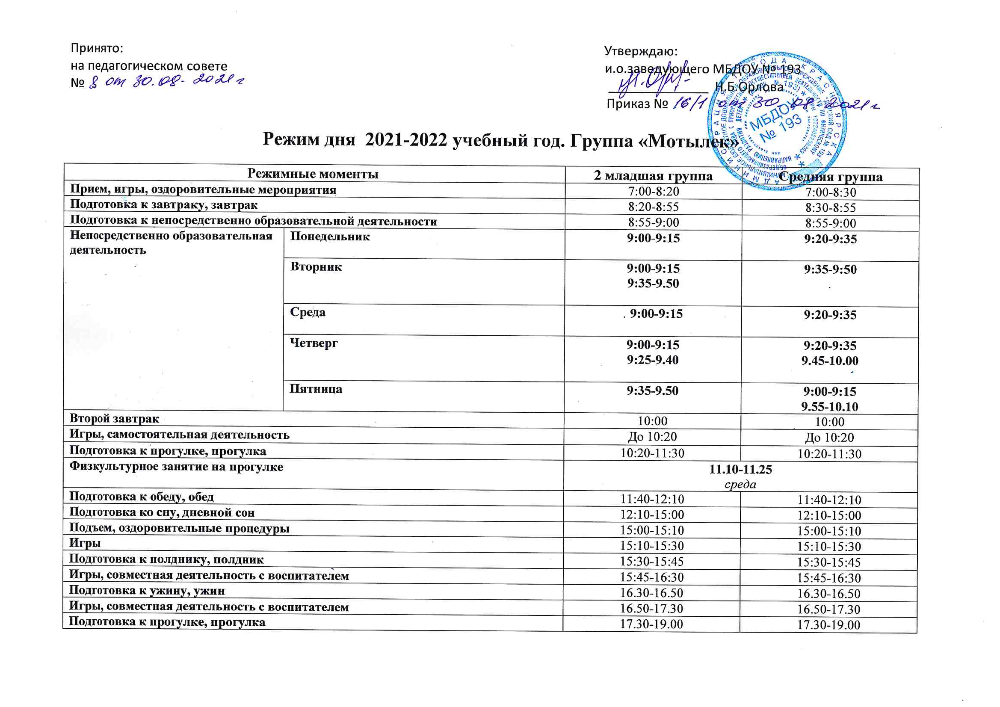 Принято:
на педагогическом совете
№ 8 от 30.08. 2021 г
Утверждаю:
и.о.заведующего МБДОУ № 193
Н.Б.Орлова
Приказ № 16/1 от 30.08.2021 г
МБДОУ
№ 193
Режим дня 2021-2022 учебный год. Группа «Мотылек»
Режимные моменты 2 младшая группа Средняя группа
Прием, игры, оздоровительные мероприятия 7:00-8:20 7:00-8:30
Подготовка к завтраку, завтрак 8:20-8:55 8:30-8:55
Подготовка к непосредственно образовательной деятельности 8:55-9:00 8:55-9:00
Непосредственно образовательная Понедельник 9:00-9:15 9:20-9:35
деятельность
Вторник 9:00-9:15 9:35-9:50
9:35-9.50
Среда . 9:00-9:15 9:20-9:35
Четверг 9:00-9:15 9:20-9:35
9:25-9.40 9.45-10.00
Пятница 9:35-9.50 9:00-9:15
9.55-10.10
Второй завтрак 10:00 10:00
Игры, самостоятельная деятельность До 10:20 До 10:20
Подготовка к прогулке, прогулка 10:20-11:30 10:20-11:30
Физкультурное занятие на прогулке 11.10-11.25
среда
Подготовка к обеду, обед 11:40-12:10 11:40-12:10
Подготовка ко сну, дневной сон 12:10-15:00 12:10-15:00
Подъем, оздоровительные процедуры 15:00-15:10 15:00-15:10
Игры 15:10-15:30 15:10-15:30
Подготовка к полднику, полдник 15:30-15:45 15:30-15:45
Игры, совместная деятельность с воспитателем 15:45-16:30 15:45-16:30
Подготовка к ужину, ужин 16.30-16.50 16.30-16.50
Игры, совместная деятельность с воспитателем 16.50-17.30 16.50-17.30
Подготовка к прогулке, прогулка 17.30-19.00 17.30-19.00